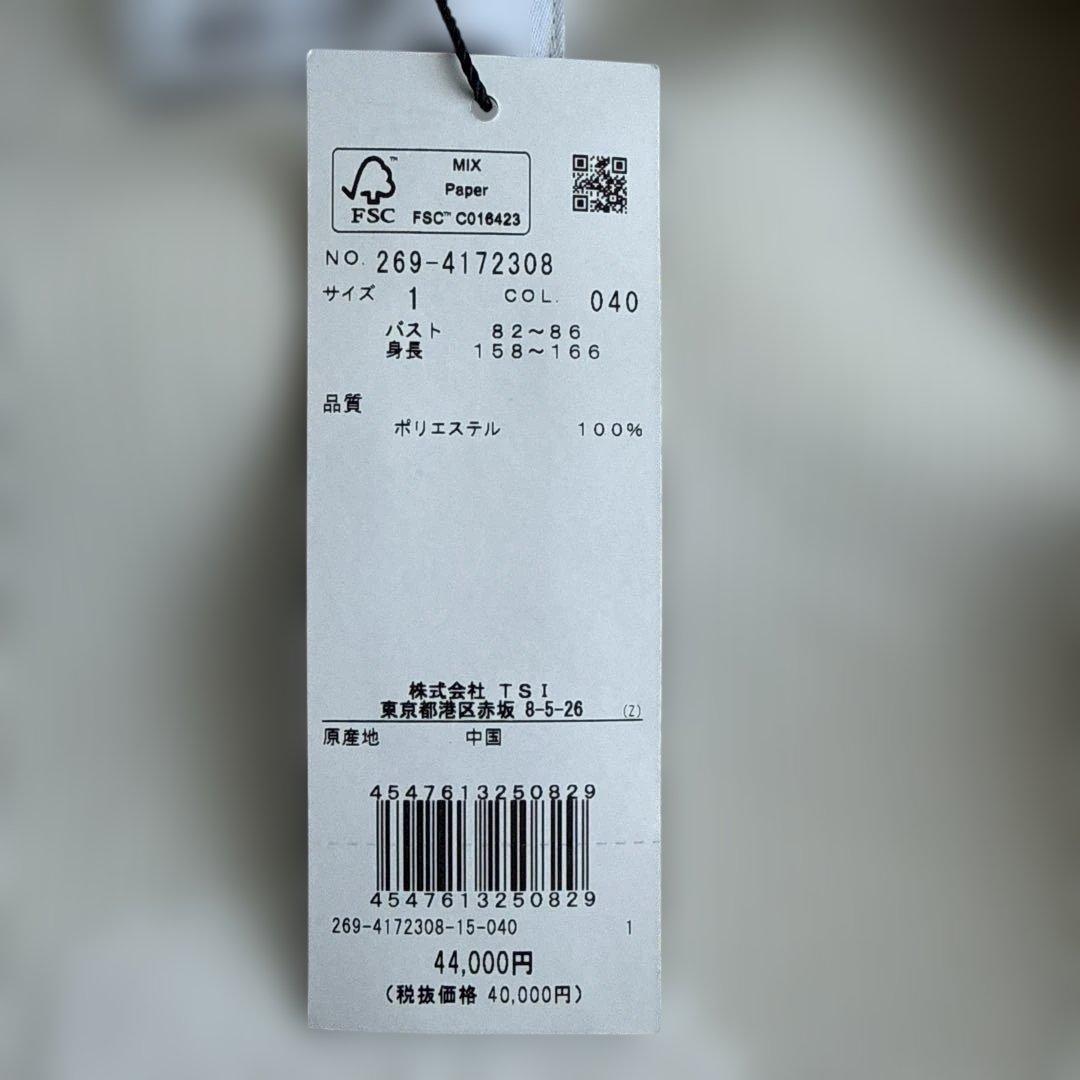 MIX
Paper
FSC™ FSC™ C016423
NO. 269-4172308
サイズ 1 COL. 040
バスト 82～86
身長 158～166
品質
ポリエステル 100%
株式会社 TSI
東京都港区赤坂 8-5-26 (Z)
原産地 中国
4547613250829
4547613250829
269-4172308-15-040 1
44,000円
(税抜価格 40,000円)